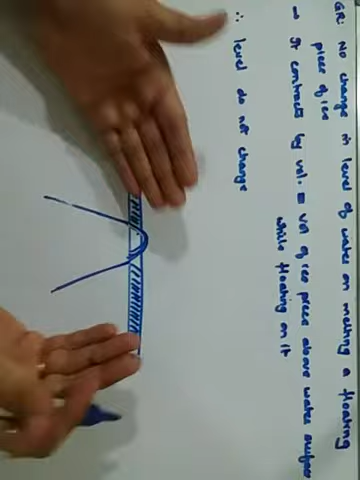 GR: No change in level of water on melting a floating
piece of ice
→ It contracts by vol. = vol of ice piece above water surface
while floating on it
∴ level do not change